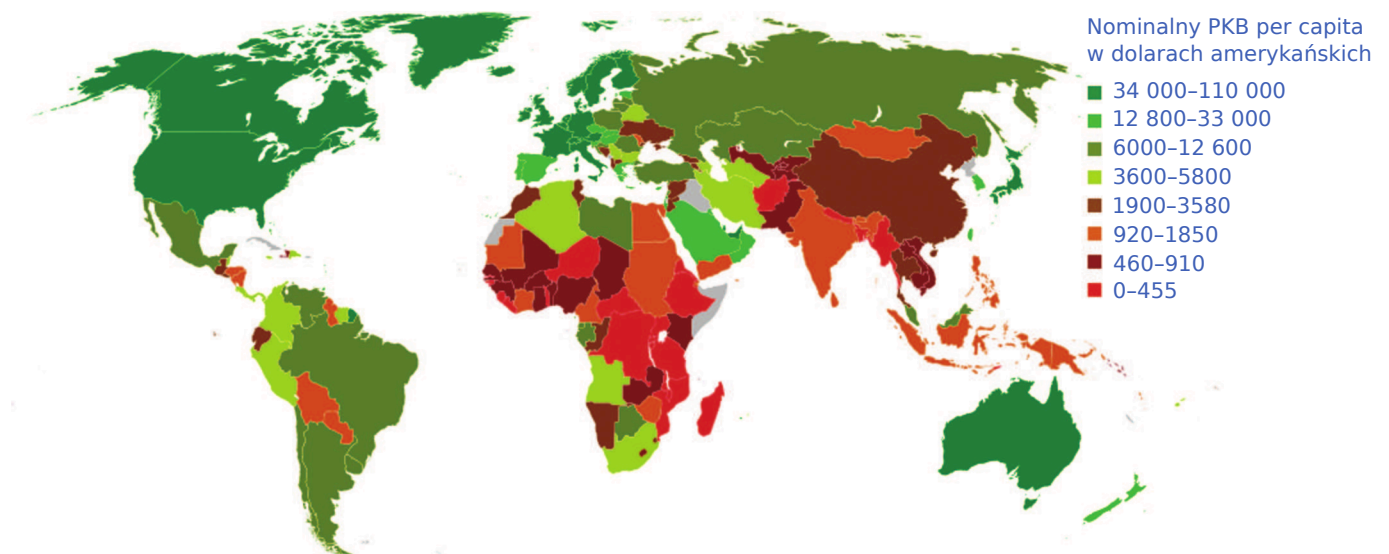 Nominalny PKB per capita
w dolarach amerykańskich
34 000–110 000
12 800–33 000
6000–12 600
3600–5800
1900–3580
920–1850
460–910
0–455